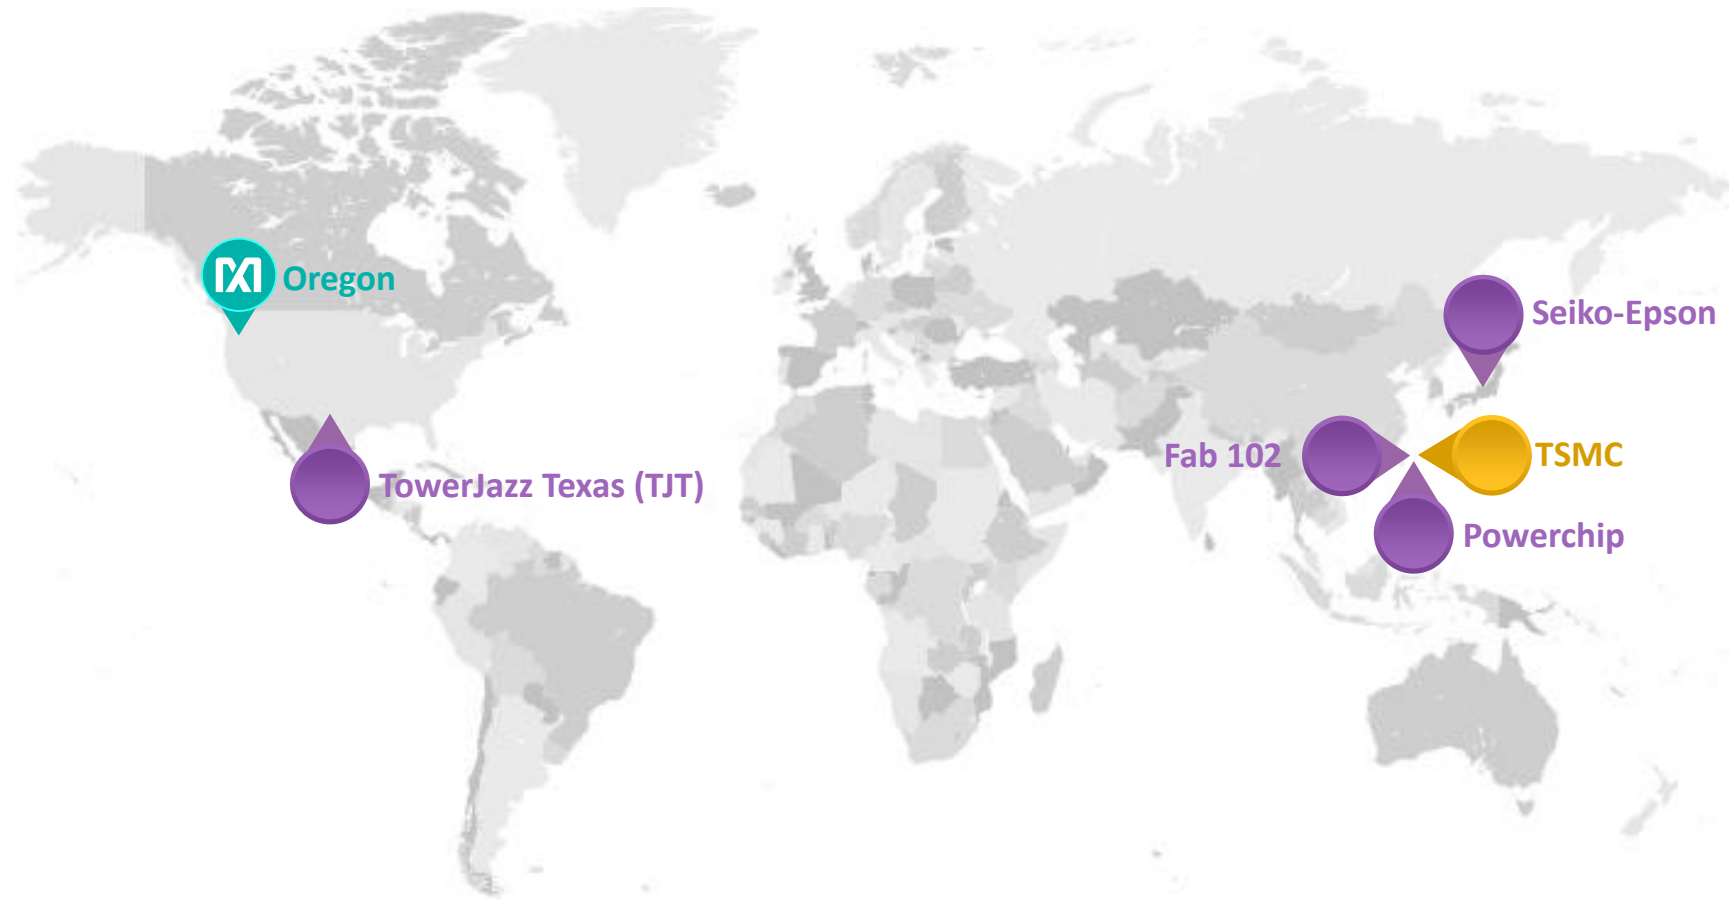 Oregon
Seiko-Epson
Fab 102
TSMC
TowerJazz Texas (TJT)
Powerchip